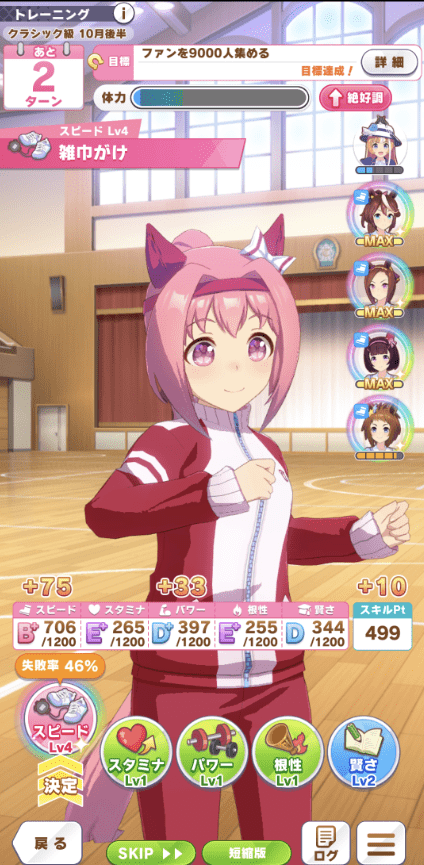 トレーニング
i
クラシック級 10月後半
あと
2
ターン
目標
ファンを9000人集める
目標達成！
詳細
体力
絶好調
スピード Lv4
雑巾がけ
MAX
MAX
MAX
+75
+33
+10
スピード
スタミナ
パワー
根性
賢さ
スキルPt
B+ 706
/1200
E+ 265
/1200
D+ 397
/1200
E+ 255
/1200
D 344
/1200
499
失敗率 46%
スピード
Lv4
スタミナ
Lv1
パワー
Lv1
根性
Lv1
賢さ
Lv2
決定
戻る
SKIP
短縮版
ログ